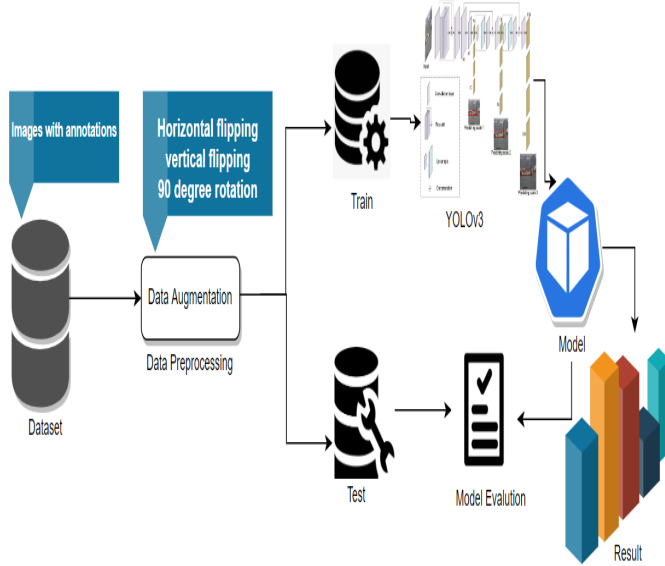 Images with annotations
Horizontal flipping
vertical flipping
90 degree rotation
Dataset
Data Augmentation
Data Preprocessing
Train
YOLOv3
Model
Test
Model Evalution
Result